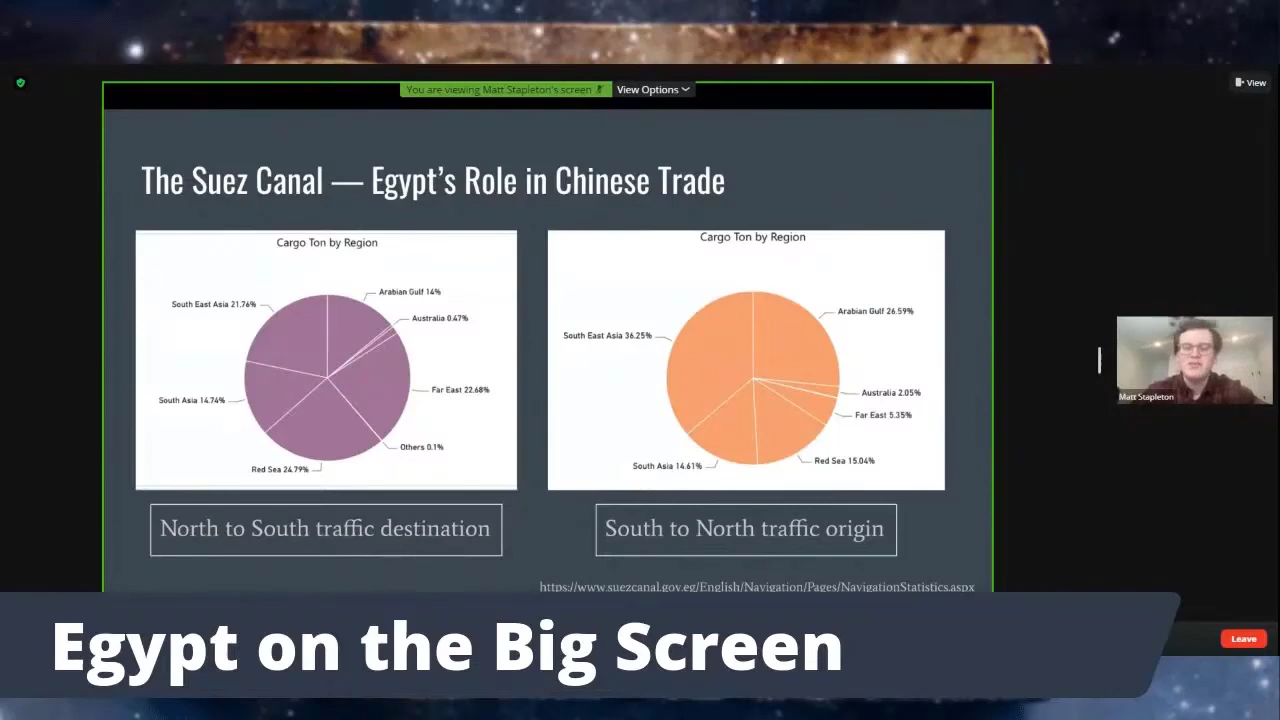 You are viewing Matt Stapleton's screen
View Options
View
The Suez Canal — Egypt's Role in Chinese Trade
Cargo Ton by Region
South East Asia 21.76%
Arabian Gulf 14%
Australia 0.47%
Far East 22.68%
South Asia 14.74%
Others 0.1%
Red Sea 24.79%
Cargo Ton by Region
Arabian Gulf 26.59%
South East Asia 36.25%
Australia 2.05%
Far East 5.35%
Red Sea 15.04%
South Asia 14.61%
Matt Stapleton
North to South traffic destination
South to North traffic origin
https://www.suezcanal.gov.eg/English/Navigation/Pages/NavigationStatistics.aspx
Egypt on the Big Screen
Leave